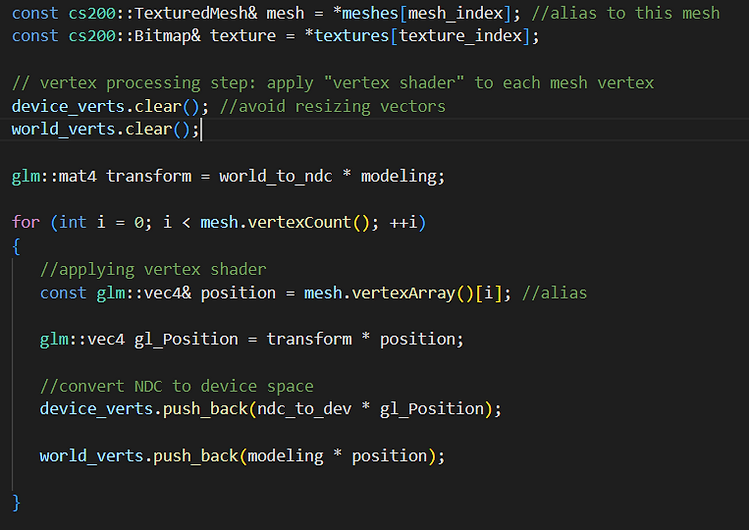 const cs200::TexturedMesh& mesh = *meshes[mesh_index]; //alias to this mesh
const cs200::Bitmap& texture = *textures[texture_index];
// vertex processing step: apply "vertex shader" to each mesh vertex
device_verts.clear(); //avoid resizing vectors
world_verts.clear();
glm::mat4 transform = world_to_ndc * modeling;
for (int i = 0; i < mesh.vertexCount(); ++i)
{
//applying vertex shader
const glm::vec4& position = mesh.vertexArray()[i]; //alias
glm::vec4 gl_Position = transform * position;
//convert NDC to device space
device_verts.push_back(ndc_to_dev * gl_Position);
world_verts.push_back(modeling * position);
}